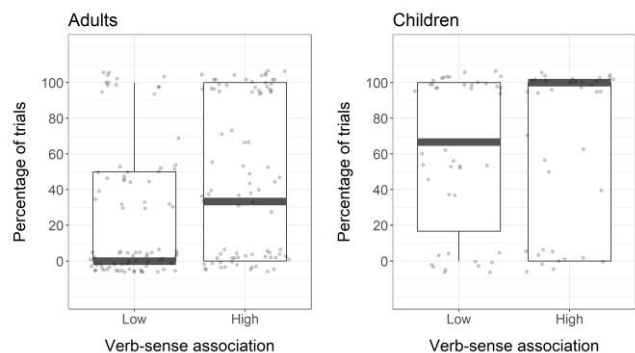 Adults
Children
Percentage of trials
100
80
60
40
20
0
Low
High
Verb-sense association
Percentage of trials
100
80
60
40
20
0
Low
High
Verb-sense association